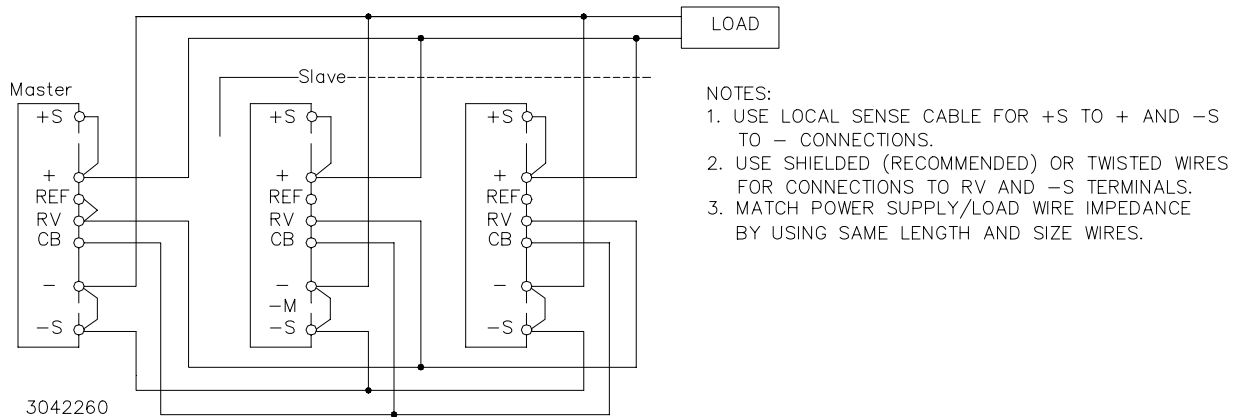 LOAD
Slave
Master
+S
+
REF
RV
CB
-
-S
+S
+
REF
RV
CB
-
-M
-S
+S
+
REF
RV
CB
-
-S
NOTES:
1. USE LOCAL SENSE CABLE FOR +S TO + AND -S
TO - CONNECTIONS.
2. USE SHIELDED (RECOMMENDED) OR TWISTED WIRES
FOR CONNECTIONS TO RV AND -S TERMINALS.
3. MATCH POWER SUPPLY/LOAD WIRE IMPEDANCE
BY USING SAME LENGTH AND SIZE WIRES.
3042260